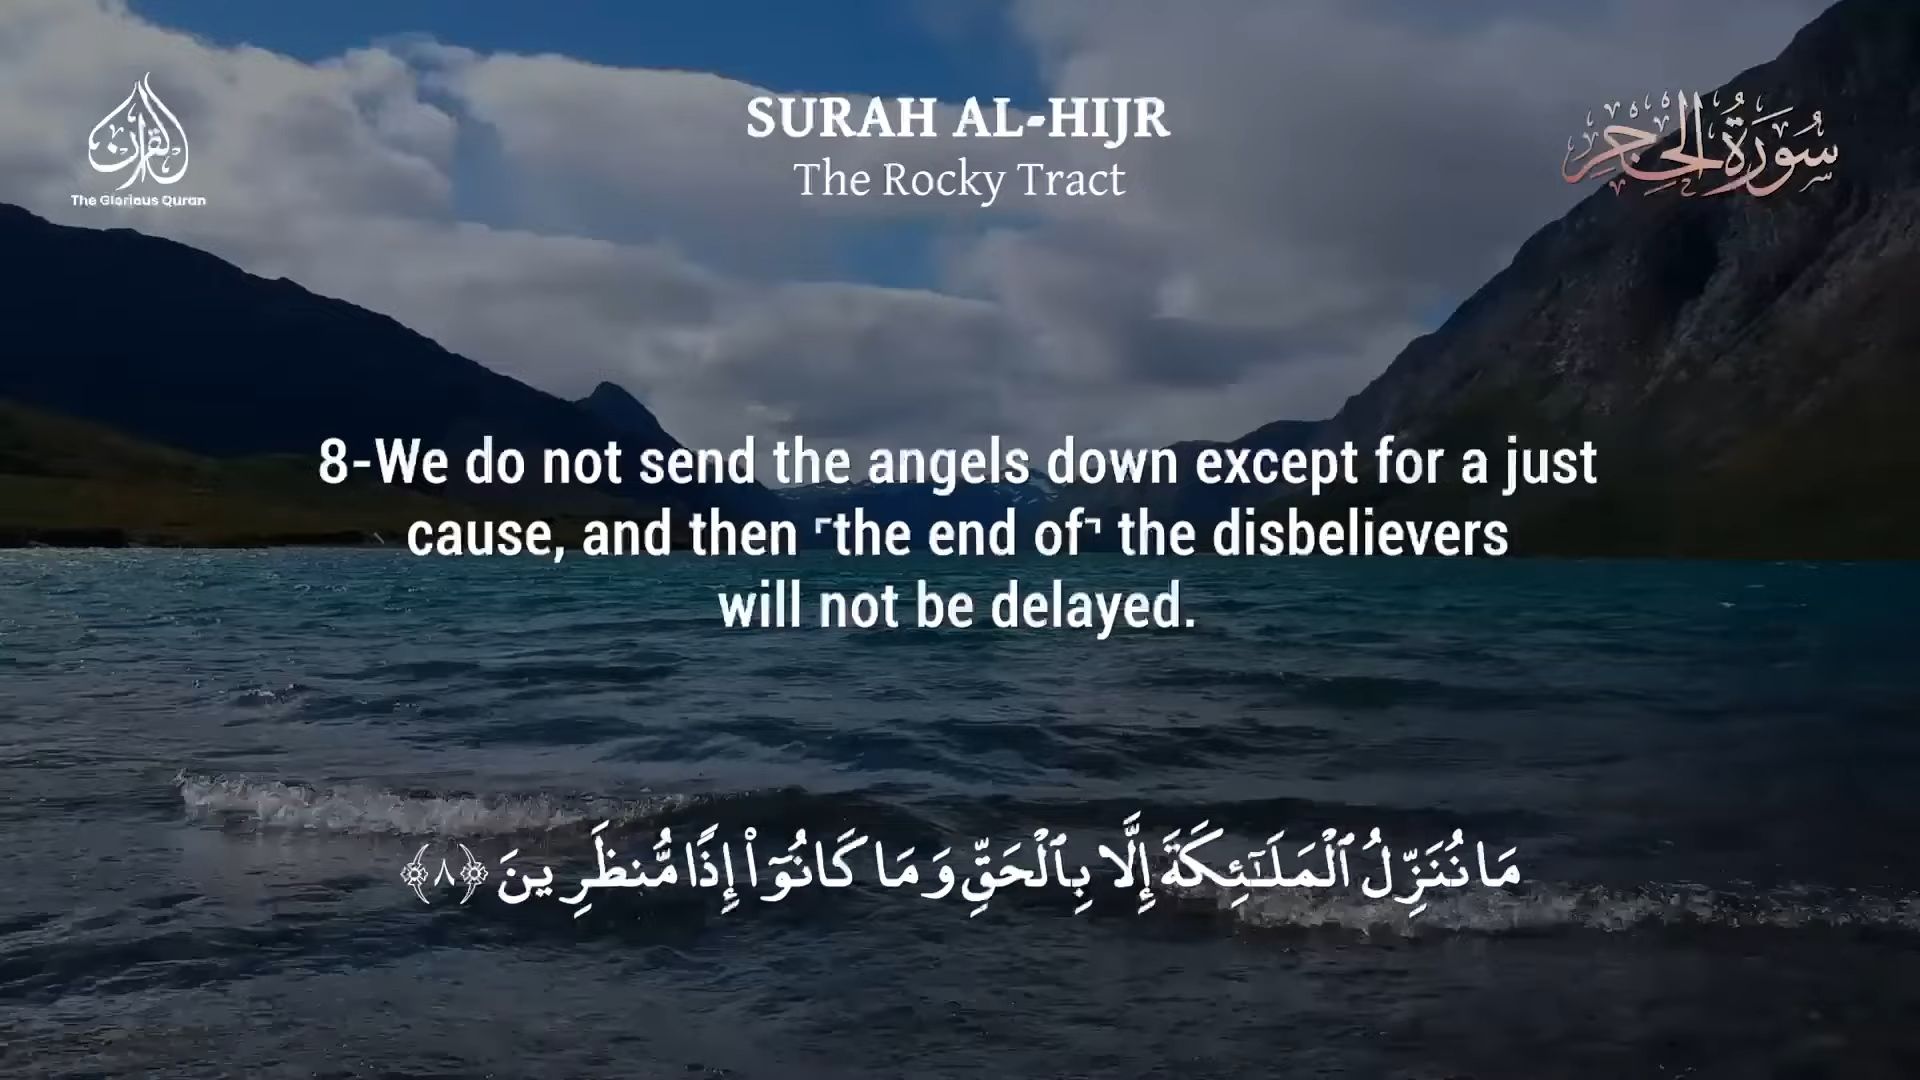 القرآن
The Glorious Quran
SURAH AL-HIJR
The Rocky Tract
سُورَةُ الحِجْرِ
8-We do not send the angels down except for a just
cause, and then ⌜the end of⌝ the disbelievers
will not be delayed.
مَا نُنَزِّلُ ٱلْمَلَـٰٓئِكَةَ إِلَّا بِٱلْحَقِّ وَمَا كَانُوٓا۟ إِذًا مُّنظَرِينَ ﴿٨﴾